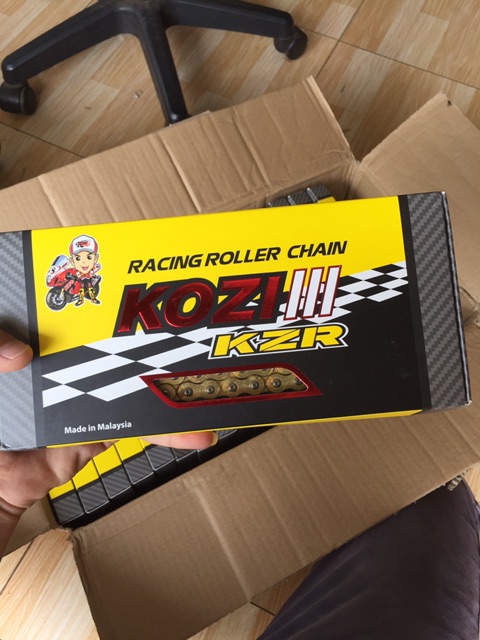 RACING ROLLER CHAIN
KOZI III
KZR
Made in Malaysia